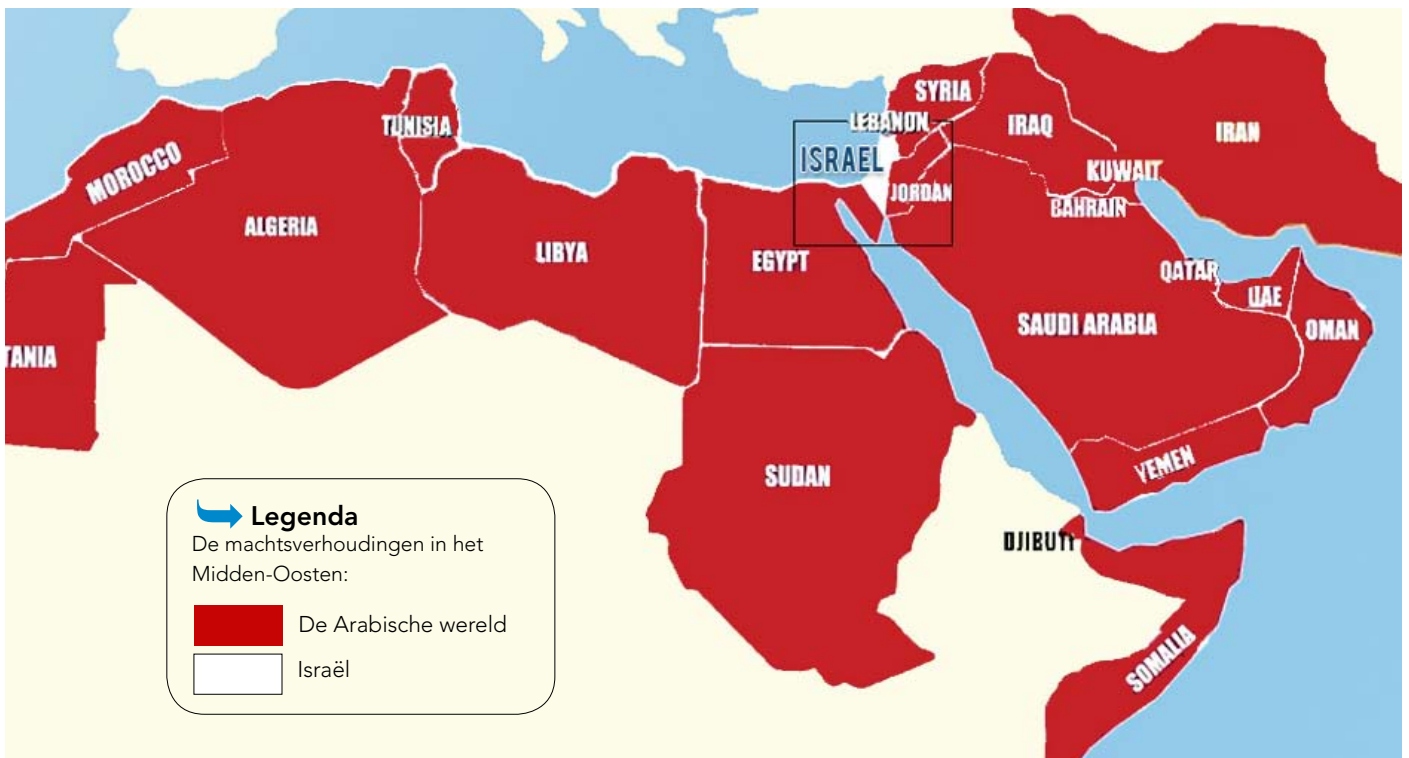 SYRIA
LEBANON
IRAQ
IRAN
TUNISIA
ISRAEL
MOROCCO
KUWAIT
JORDAN
BAHRAIN
ALGERIA
LIBYA
EGYPT
QATAR
UAE
SAUDI ARABIA
OMAN
TANIA
YEMEN
SUDAN
DJIBUTI
SOMALIA
Legenda
De machtsverhoudingen in het
Midden-Oosten:
De Arabische wereld
Israël